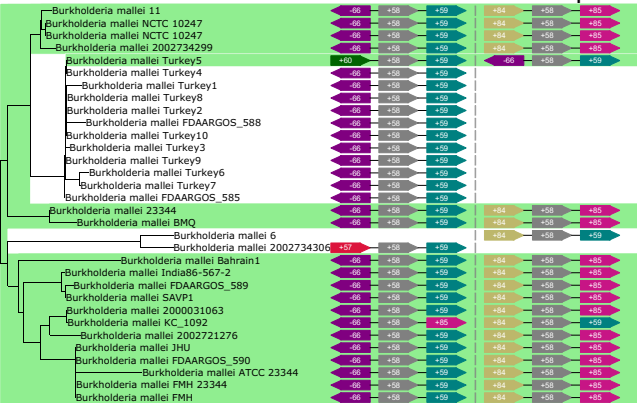 Burkholderia mallei 11 -66 +58 +59 +84 +58 +85
Burkholderia mallei NCTC 10247 -66 +58 +59 +84 +58 +85
Burkholderia mallei NCTC 10247 -66 +58 +59 +84 +58 +85
Burkholderia mallei 2002734299 -66 +58 +59 +84 +58 +85
Burkholderia mallei Turkey5 +60 +58 +59 -66 +58 +59
Burkholderia mallei Turkey4 -66 +58 +59
Burkholderia mallei Turkey1 -66 +58 +59
Burkholderia mallei Turkey8 -66 +58 +59
Burkholderia mallei Turkey2 -66 +58 +59
Burkholderia mallei FDAARGOS_588 -66 +58 +59
Burkholderia mallei Turkey10 -66 +58 +59
Burkholderia mallei Turkey3 -66 +58 +59
Burkholderia mallei Turkey9 -66 +58 +59
Burkholderia mallei Turkey6 -66 +58 +59
Burkholderia mallei Turkey7 -66 +58 +59
Burkholderia mallei FDAARGOS_585 -66 +58 +59
Burkholderia mallei 23344 -66 +58 +59 +84 +58 +85
Burkholderia mallei BMQ -66 +58 +59 +84 +58 +85
Burkholderia mallei 6 +84 +58 +59
Burkholderia mallei 2002734306 +57 +58 +59
Burkholderia mallei Bahrain1 -66 +58 +59 +84 +58 +85
Burkholderia mallei India86-567-2 -66 +58 +59 +84 +58 +85
Burkholderia mallei FDAARGOS_589 -66 +58 +59 +84 +58 +85
Burkholderia mallei SAVP1 -66 +58 +59 +84 +58 +85
Burkholderia mallei 2000031063 -66 +58 +59 +84 +58 +85
Burkholderia mallei KC_1092 -66 +58 +85 +84 +58 +59
Burkholderia mallei 2002721276 -66 +58 +59 +84 +58 +85
Burkholderia mallei JHU -66 +58 +59 +84 +58 +85
Burkholderia mallei FDAARGOS_590 -66 +58 +59 +84 +58 +85
Burkholderia mallei ATCC 23344 -66 +58 +59 +84 +58 +85
Burkholderia mallei FMH 23344 -66 +58 +59 +84 +58 +85
Burkholderia mallei FMH -66 +58 +59 +84 +58 +85